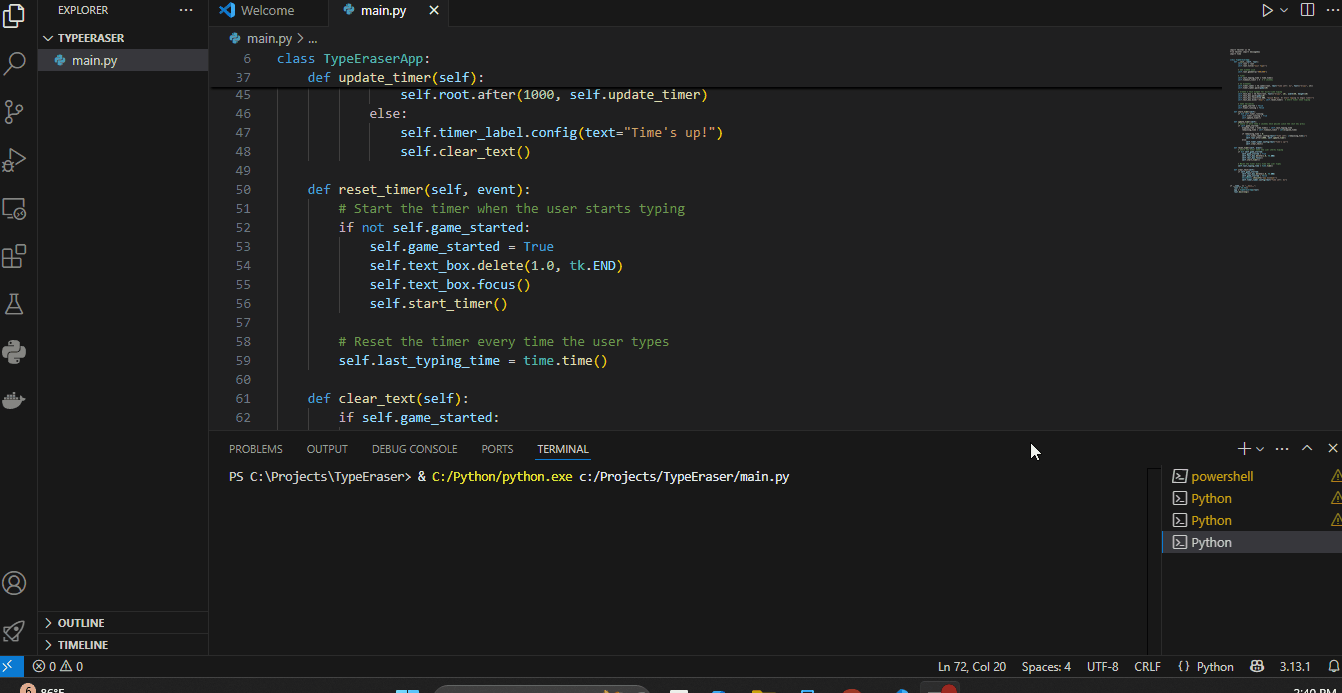 EXPLORER
Welcome
main.py
TYPEERASER
main.py
main.py > ...
6 class TypeEraserApp:
37 def update_timer(self):
45 self.root.after(1000, self.update_timer)
46 else:
47 self.timer_label.config(text="Time's up!")
48 self.clear_text()
49
50 def reset_timer(self, event):
51 # Start the timer when the user starts typing
52 if not self.game_started:
53 self.game_started = True
54 self.text_box.delete(1.0, tk.END)
55 self.text_box.focus()
56 self.start_timer()
57
58 # Reset the timer every time the user types
59 self.last_typing_time = time.time()
60
61 def clear_text(self):
62 if self.game_started:
PROBLEMS OUTPUT DEBUG CONSOLE PORTS TERMINAL
PS C:\Projects\TypeEraser> & C:/Python/python.exe c:/Projects/TypeEraser/main.py
powershell
Python
Python
Python
OUTLINE
TIMELINE
0 0 Ln 72, Col 20 Spaces: 4 UTF-8 CRLF {} Python 3.13.1
6 86°F 2:40 PM